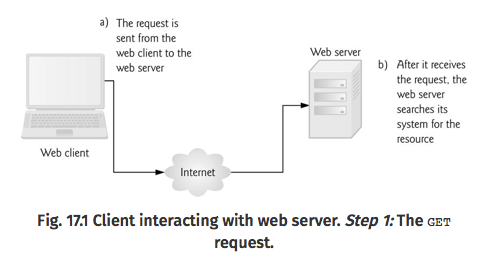 a) The request is
sent from the
web client to the
web server
Web server
b) After it receives
the request, the
web server
searches its
system for the
resource
Web client
Internet
Fig. 17.1 Client interacting with web server. Step 1: The GET
request.